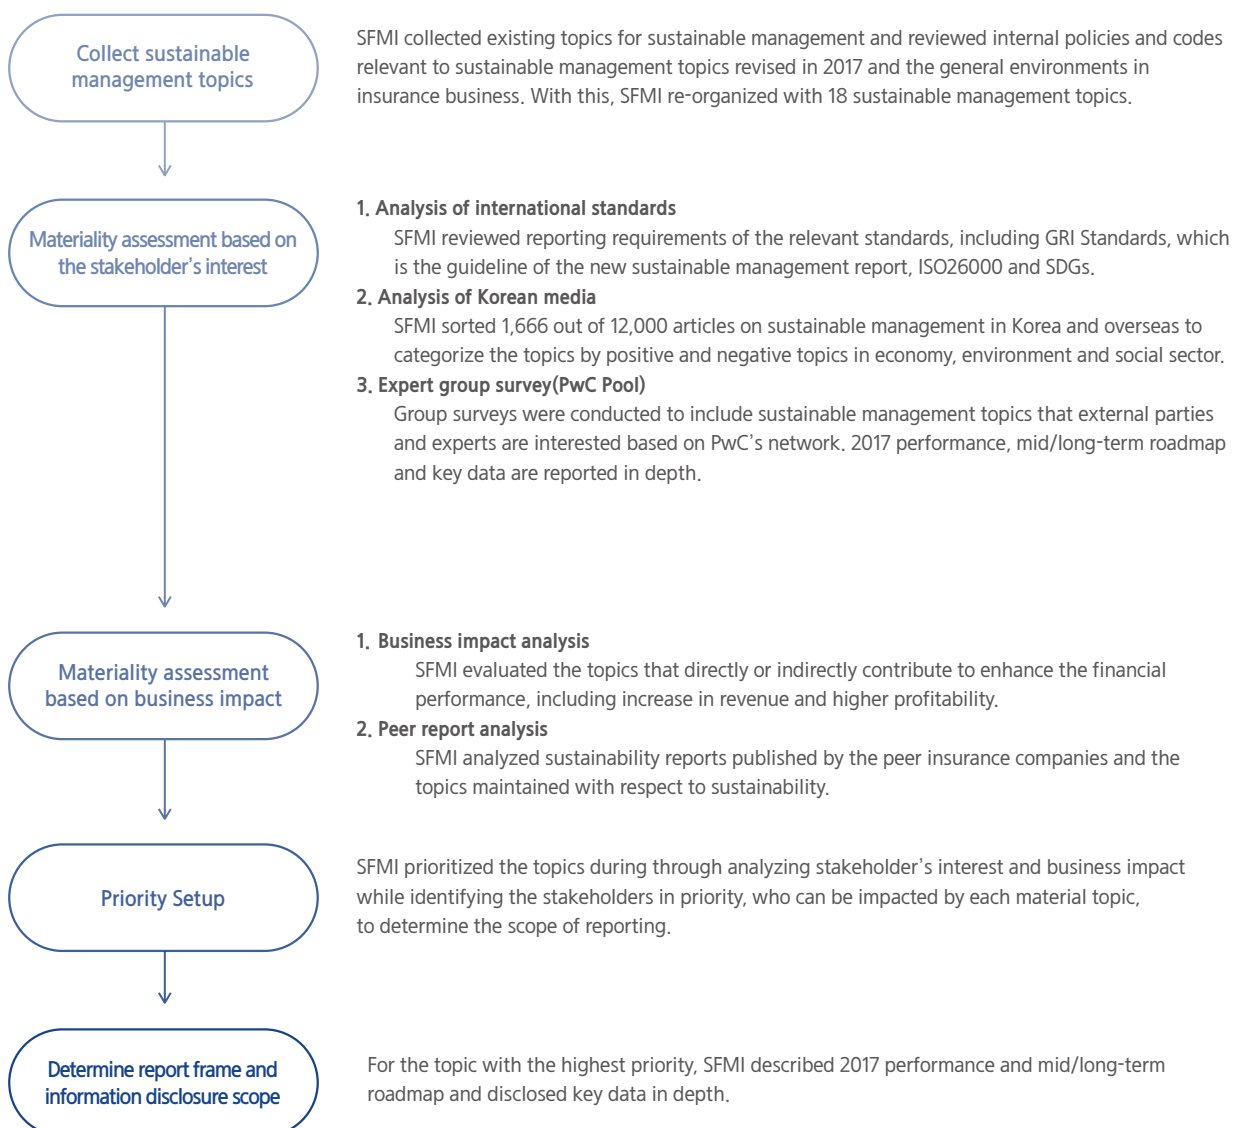 Collect sustainable
management topics
SFMI collected existing topics for sustainable management and reviewed internal policies and codes
relevant to sustainable management topics revised in 2017 and the general environments in
insurance business. With this, SFMI re-organized with 18 sustainable management topics.
Materiality assessment based on
the stakeholder's interest
1. Analysis of international standards
SFMI reviewed reporting requirements of the relevant standards, including GRI Standards, which
is the guideline of the new sustainable management report, ISO26000 and SDGs.
2. Analysis of Korean media
SFMI sorted 1,666 out of 12,000 articles on sustainable management in Korea and overseas to
categorize the topics by positive and negative topics in economy, environment and social sector.
3. Expert group survey(PwC Pool)
Group surveys were conducted to include sustainable management topics that external parties
and experts are interested based on PwC's network. 2017 performance, mid/long-term roadmap
and key data are reported in depth.
Materiality assessment
based on business impact
1. Business impact analysis
SFMI evaluated the topics that directly or indirectly contribute to enhance the financial
performance, including increase in revenue and higher profitability.
2. Peer report analysis
SFMI analyzed sustainability reports published by the peer insurance companies and the
topics maintained with respect to sustainability.
Priority Setup
SFMI prioritized the topics during through analyzing stakeholder's interest and business impact
while identifying the stakeholders in priority, who can be impacted by each material topic,
to determine the scope of reporting.
Determine report frame and
information disclosure scope
For the topic with the highest priority, SFMI described 2017 performance and mid/long-term
roadmap and disclosed key data in depth.